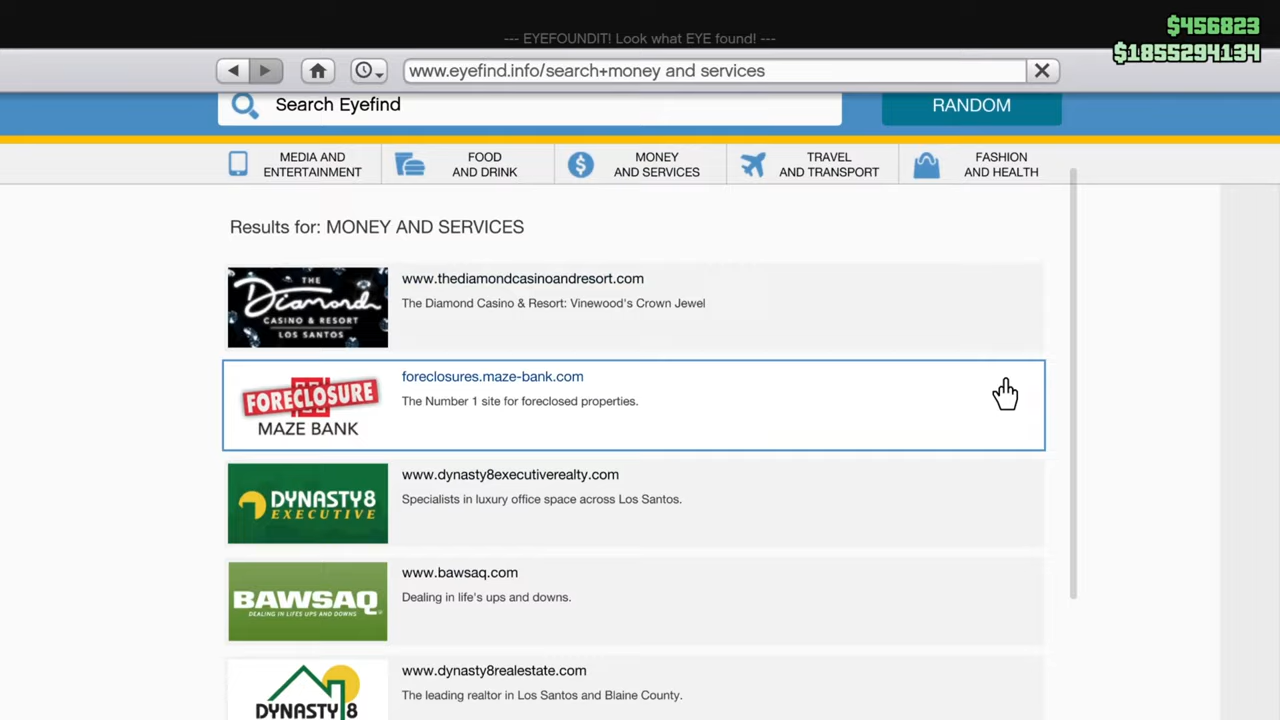 $456823
--- EYEFOUNDIT! Look what EYE found! ---
$1855294134
www.eyefind.info/search+money and services
Search Eyefind
RANDOM
MEDIA AND
ENTERTAINMENT
FOOD
AND DRINK
MONEY
AND SERVICES
TRAVEL
AND TRANSPORT
FASHION
AND HEALTH
Results for: MONEY AND SERVICES
THE
Diamond
CASINO & RESORT
LOS SANTOS
www.thediamondcasinoandresort.com
The Diamond Casino & Resort: Vinewood's Crown Jewel
FORECLOSURE
MAZE BANK
foreclosures.maze-bank.com
The Number 1 site for foreclosed properties.
DYNASTY8
EXECUTIVE
www.dynasty8executiverealty.com
Specialists in luxury office space across Los Santos.
BAWSAQ
DEALING IN LIFE'S UPS AND DOWNS
www.bawsaq.com
Dealing in life's ups and downs.
DYNASTY 8
www.dynasty8realestate.com
The leading realtor in Los Santos and Blaine County.